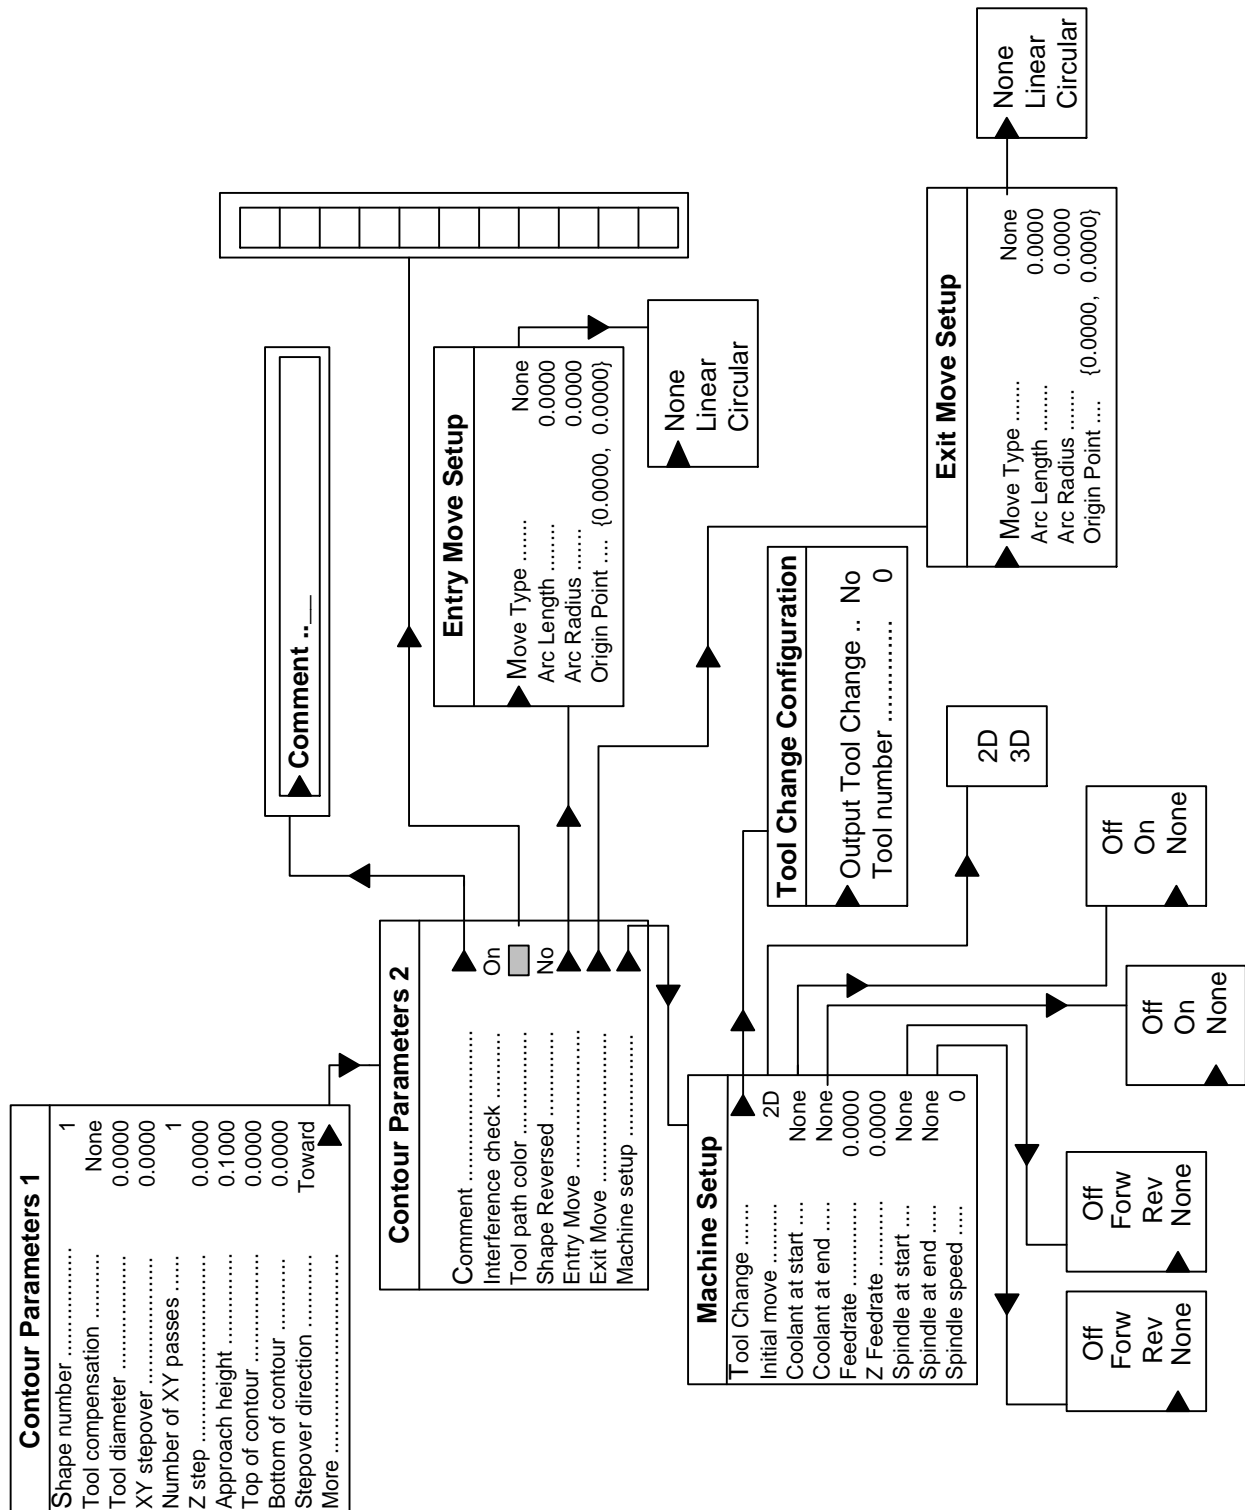 Contour Parameters 1
Shape number ........................ 1
Tool compensation .......... None
Tool diameter .................... 0.0000
XY stepover ...................... 0.0000
Number of XY passes ...... 1
Z step ................................ 0.0000
Approach height ................ 0.1000
Top of contour ................... 0.0000
Bottom of contour ............. 0.0000
Stepover direction ............. Toward
More ...................................
Contour Parameters 2
Comment ........................
Interference check ........... On
Tool path color ................
Shape Reversed .............. No
Entry Move ......................
Exit Move ........................
Machine setup .................
Comment ..__
Entry Move Setup
Move Type ....... None
Arc Length ........ 0.0000
Arc Radius ....... 0.0000
Origin Point .... {0.0000, 0.0000}
None
Linear
Circular
Exit Move Setup
Move Type ....... None
Arc Length ........ 0.0000
Arc Radius ....... 0.0000
Origin Point .... {0.0000, 0.0000}
None
Linear
Circular
Machine Setup
Tool Change ......
Initial move ......... 2D
Coolant at start .... None
Coolant at end ..... None
Feedrate ............. 0.0000
Z Feedrate .......... 0.0000
Spindle at start .... None
Spindle at end ..... None
Spindle speed ..... 0
Tool Change Configuration
Output Tool Change .. No
Tool number .............. 0
2D
3D
Off
On
None
Off
On
None
Off
Forw
Rev
None
Off
Forw
Rev
None